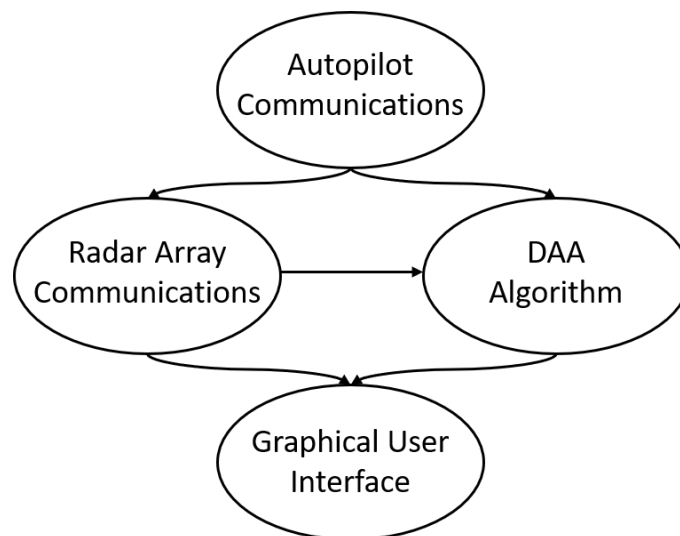 Autopilot
Communications
Radar Array
Communications
DAA
Algorithm
Graphical User
Interface